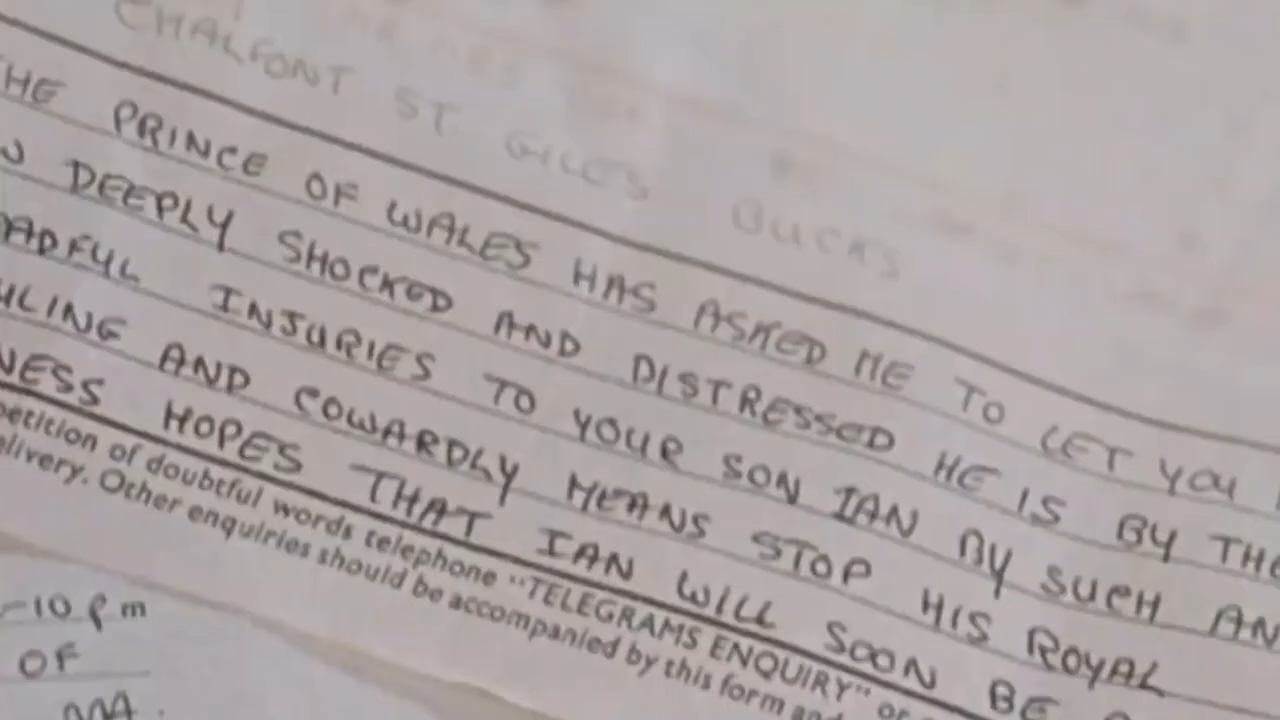 CHALFONT ST GILES BUCKS
THE PRINCE OF WALES HAS ASKED ME TO LET YOU
DEEPLY SHOCKED AND DISTRESSED HE IS BY THE
ADFUL INJURIES TO YOUR SON IAN BY SUCH AN
LING AND COWARDLY MEANS STOP HIS ROYAL
NESS HOPES THAT IAN WILL SOON BE
petition of doubtful words telephone "TELEGRAMS ENQUIRY" or
elivery. Other enquiries should be accompanied by this form and
-10 pm
OF